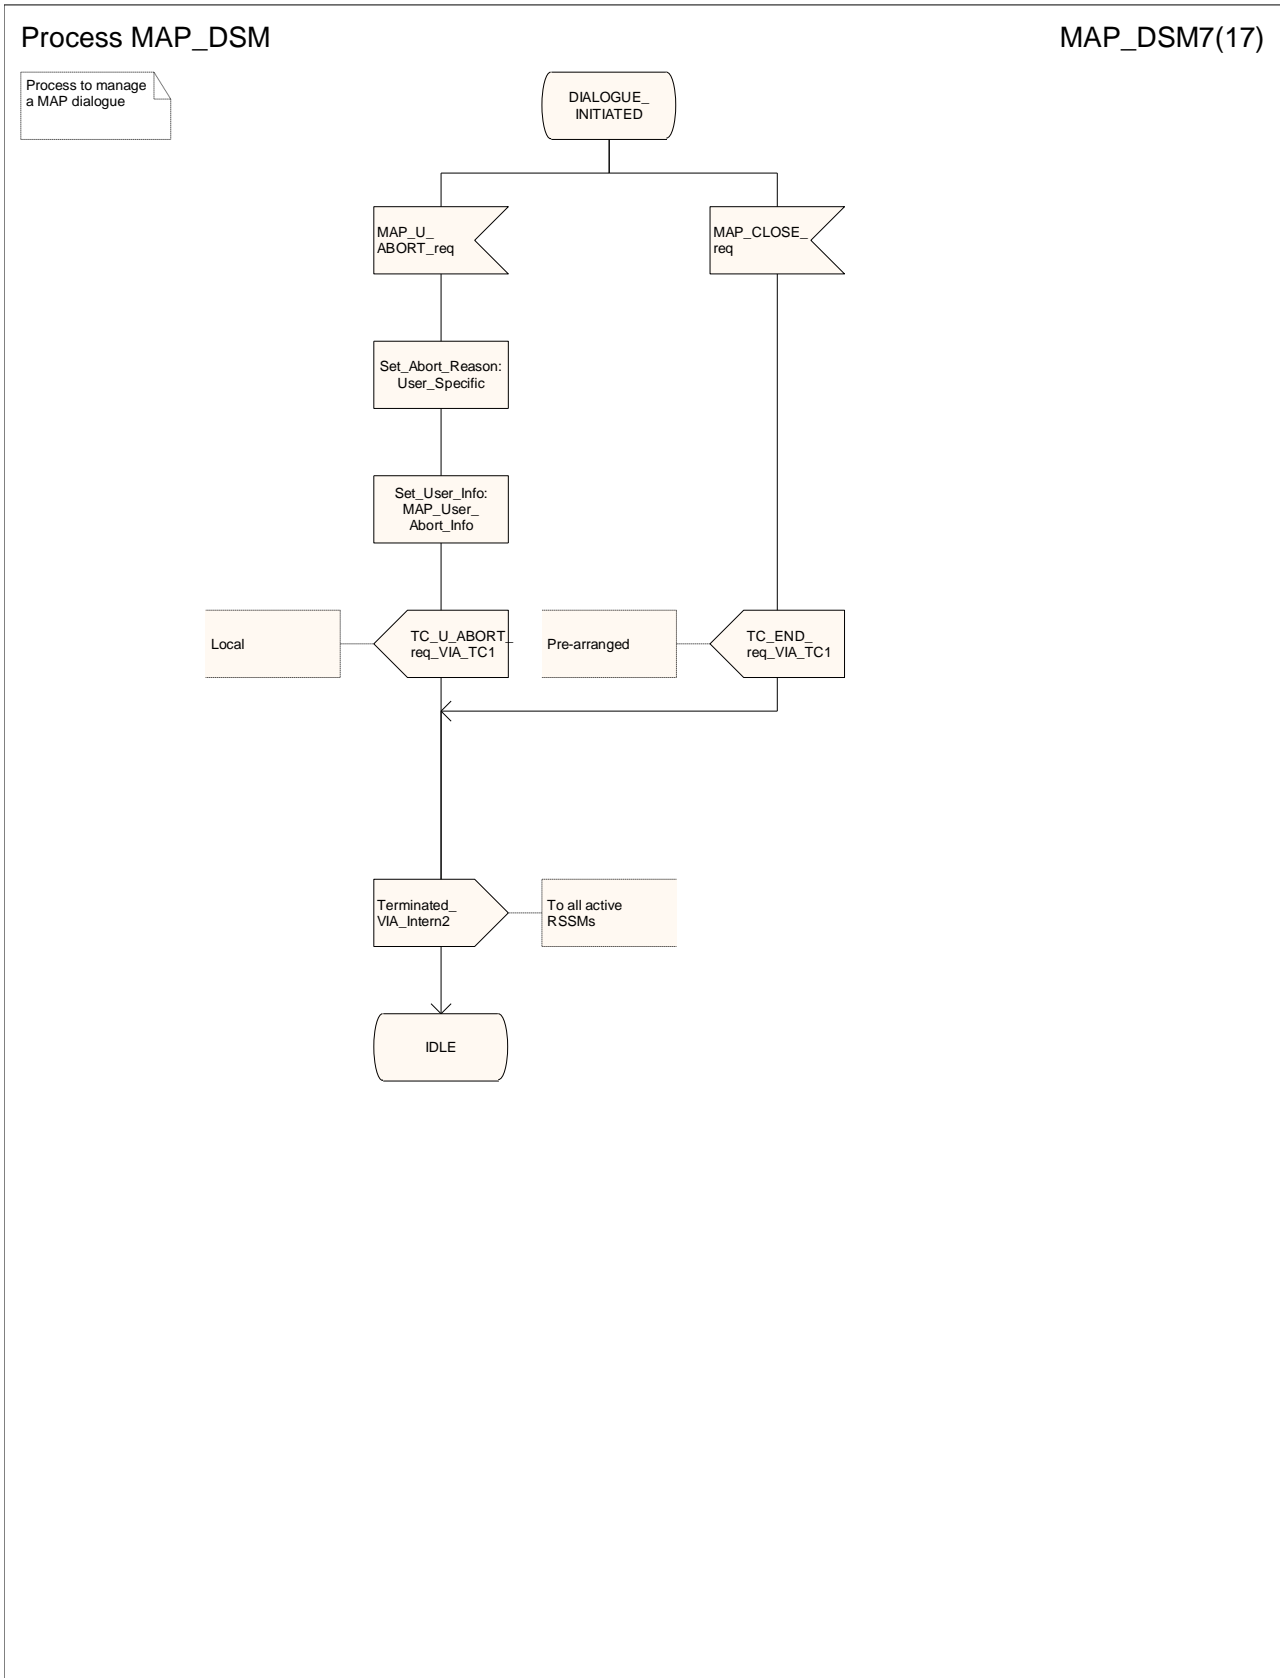 Process MAP_DSM
MAP_DSM7(17)
Process to manage
a MAP dialogue
DIALOGUE_
INITIATED
MAP_U_
ABORT_req
MAP_CLOSE_
req
Set_Abort_Reason:
User_Specific
Set_User_Info:
MAP_User_
Abort_Info
Local
TC_U_ABORT_
req_VIA_TC1
Pre-arranged
TC_END_
req_VIA_TC1
Terminated_
VIA_Intern2
To all active
RSSMs
IDLE